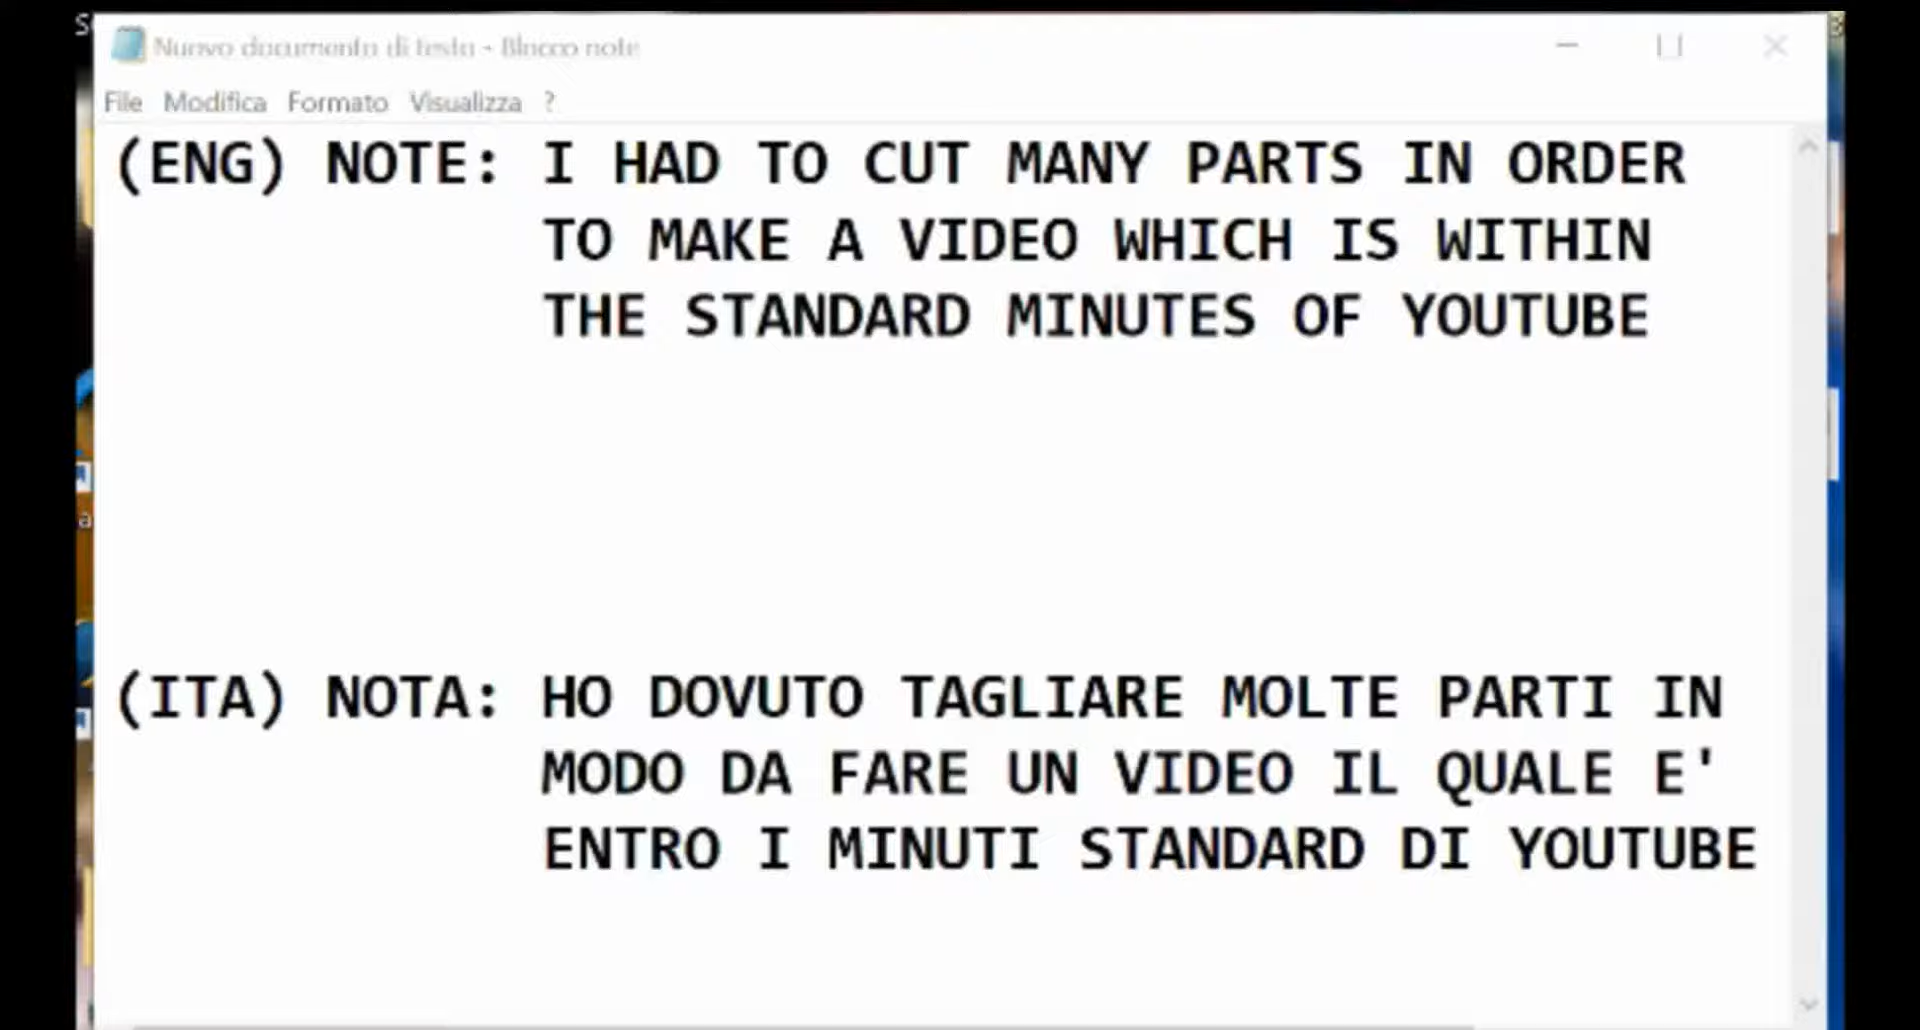 Nuovo documento di testo - Blocco note
File Modifica Formato Visualizza ?
(ENG) NOTE: I HAD TO CUT MANY PARTS IN ORDER
TO MAKE A VIDEO WHICH IS WITHIN
THE STANDARD MINUTES OF YOUTUBE
(ITA) NOTA: HO DOVUTO TAGLIARE MOLTE PARTI IN
MODO DA FARE UN VIDEO IL QUALE E'
ENTRO I MINUTI STANDARD DI YOUTUBE